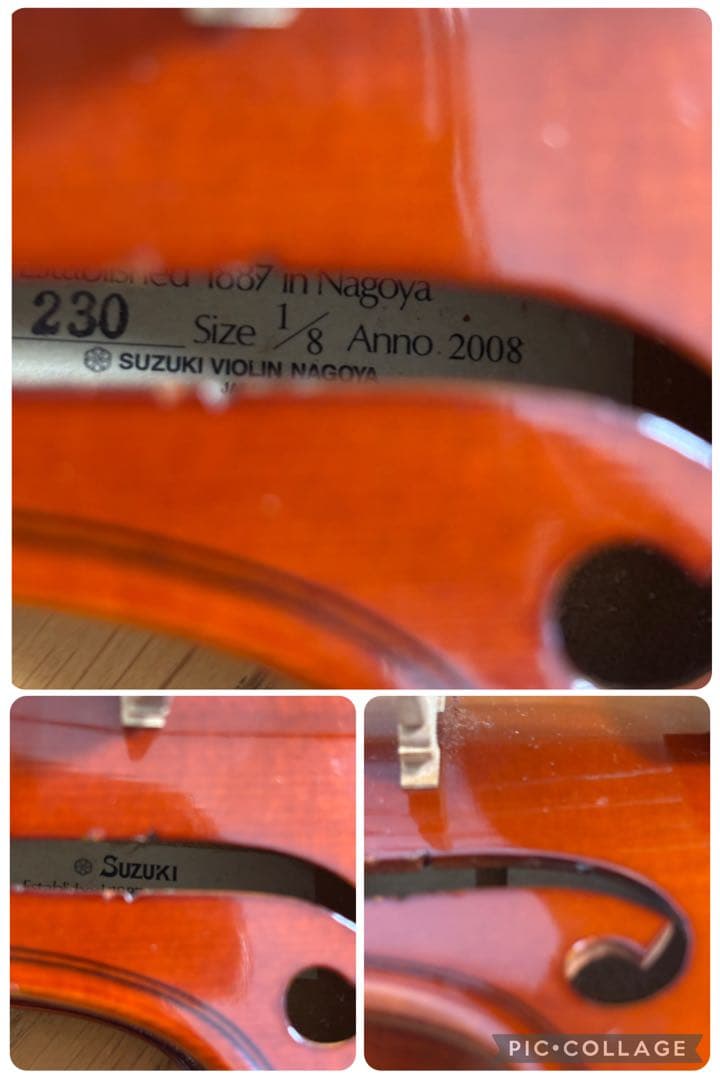 Established 1887 in Nagoya
230 Size 1/8 Anno 2008
SUZUKI VIOLIN NAGOYA
SUZUKI
PIC•COLLAGE